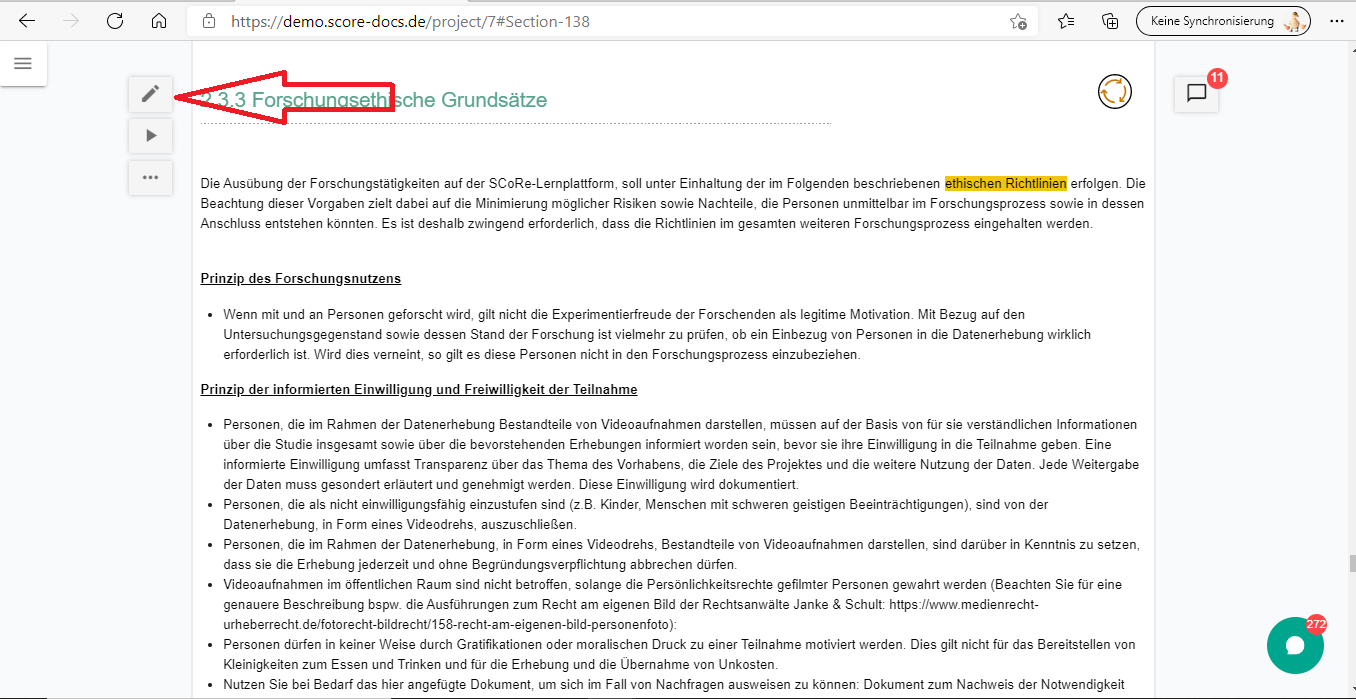 https://demo.score-docs.de/project/7#Section-138
Keine Synchronisierung
2.3.3 Forschungsethische Grundsätze
11
Die Ausübung der Forschungstätigkeiten auf der SCoRe-Lernplattform, soll unter Einhaltung der im Folgenden beschriebenen ethischen Richtlinien erfolgen. Die
Beachtung dieser Vorgaben zielt dabei auf die Minimierung möglicher Risiken sowie Nachteile, die Personen unmittelbar im Forschungsprozess sowie in dessen
Anschluss entstehen könnten. Es ist deshalb zwingend erforderlich, dass die Richtlinien im gesamten weiteren Forschungsprozess eingehalten werden.
Prinzip des Forschungsnutzens
• Wenn mit und an Personen geforscht wird, gilt nicht die Experimentierfreude der Forschenden als legitime Motivation. Mit Bezug auf den
Untersuchungsgegenstand sowie dessen Stand der Forschung ist vielmehr zu prüfen, ob ein Einbezug von Personen in die Datenerhebung wirklich
erforderlich ist. Wird dies verneint, so gilt es diese Personen nicht in den Forschungsprozess einzubeziehen.
Prinzip der informierten Einwilligung und Freiwilligkeit der Teilnahme
• Personen, die im Rahmen der Datenerhebung Bestandteile von Videoaufnahmen darstellen, müssen auf der Basis von für sie verständlichen Informationen
über die Studie insgesamt sowie über die bevorstehenden Erhebungen informiert worden sein, bevor sie ihre Einwilligung in die Teilnahme geben. Eine
informierte Einwilligung umfasst Transparenz über das Thema des Vorhabens, die Ziele des Projektes und die weitere Nutzung der Daten. Jede Weitergabe
der Daten muss gesondert erläutert und genehmigt werden. Diese Einwilligung wird dokumentiert.
• Personen, die als nicht einwilligungsfähig einzustufen sind (z.B. Kinder, Menschen mit schweren geistigen Beeinträchtigungen), sind von der
Datenerhebung, in Form eines Videodrehs, auszuschließen.
• Personen, die im Rahmen der Datenerhebung, in Form eines Videodrehs, Bestandteile von Videoaufnahmen darstellen, sind darüber in Kenntnis zu setzen,
dass sie die Erhebung jederzeit und ohne Begründungsverpflichtung abbrechen dürfen.
• Videoaufnahmen im öffentlichen Raum sind nicht betroffen, solange die Persönlichkeitsrechte gefilmter Personen gewahrt werden (Beachten Sie für eine
genauere Beschreibung bspw. die Ausführungen zum Recht am eigenen Bild der Rechtsanwälte Janke & Schult: https://www.medienrecht-
urheberrecht.de/fotorecht-bildrecht/158-recht-am-eigenen-bild-personenfoto):
• Personen dürfen in keiner Weise durch Gratifikationen oder moralischen Druck zu einer Teilnahme motiviert werden. Dies gilt nicht für das Bereitstellen von
Kleinigkeiten zum Essen und Trinken und für die Erhebung und die Übernahme von Unkosten.
• Nutzen Sie bei Bedarf das hier angefügte Dokument, um sich im Fall von Nachfragen ausweisen zu können: Dokument zum Nachweis der Notwendigkeit
272